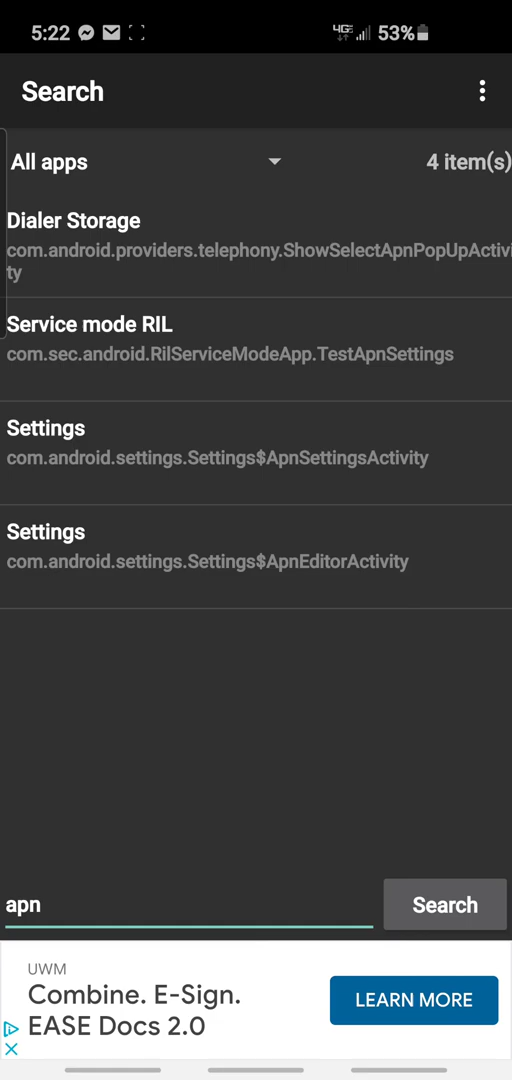 5:22 4GE 53%
Search
All apps 4 item(s)
Dialer Storage
com.android.providers.telephony.ShowSelectApnPopUpActivi
ty
Service mode RIL
com.sec.android.RilServiceModeApp.TestApnSettings
Settings
com.android.settings.Settings$ApnSettingsActivity
Settings
com.android.settings.Settings$ApnEditorActivity
apn Search
UWM
Combine. E-Sign.
EASE Docs 2.0
LEARN MORE